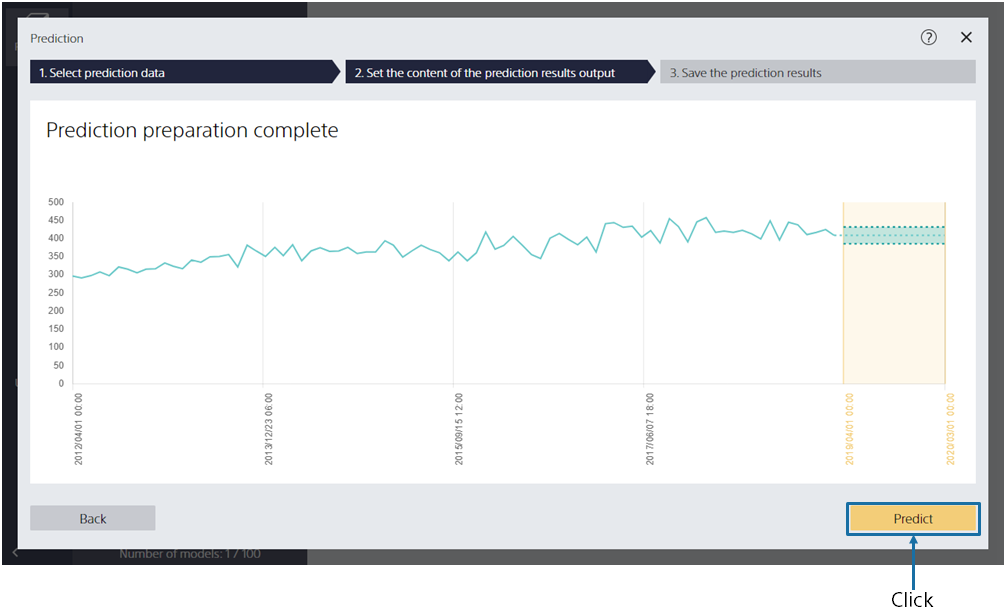 Prediction
?
1. Select prediction data
2. Set the content of the prediction results output
3. Save the prediction results
Prediction preparation complete
500
450
400
350
300
250
200
150
100
50
0
2012/04/01 00:00
2013/12/23 06:00
2015/09/15 12:00
2017/06/07 18:00
2019/04/01 00:00
2020/03/01 00:00
Back
Predict
Number of models: 1 / 100
Click